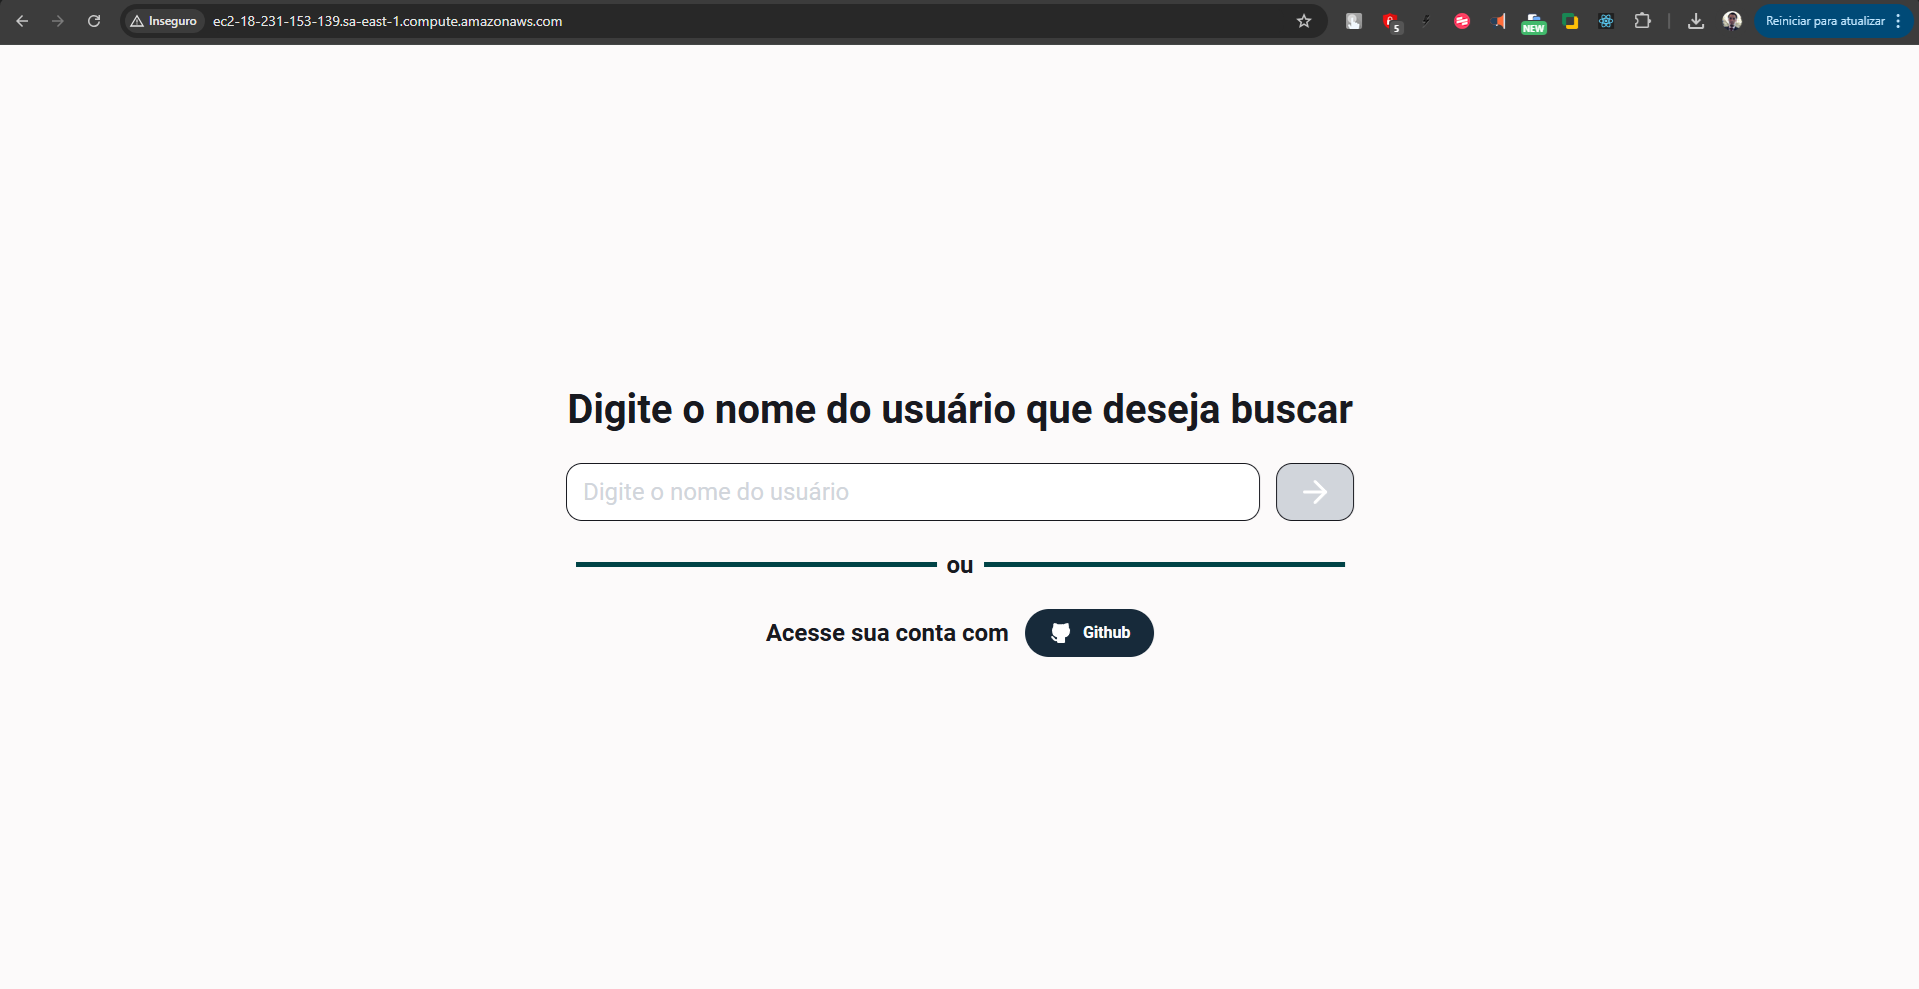 Inseguro ec2-18-231-153-139.sa-east-1.compute.amazonaws.com 5 NEW Reiniciar para atualizar
Digite o nome do usuário que deseja buscar
Digite o nome do usuário
ou
Acesse sua conta com Github